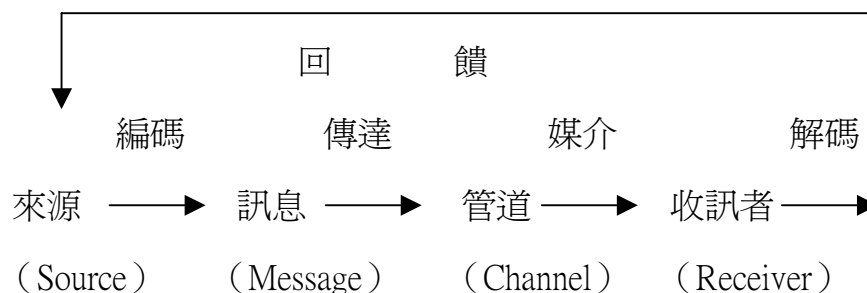 回 饋
編碼 傳達 媒介 解碼
來源 訊息 管道 收訊者
（Source） （Message） （Channel） （Receiver）